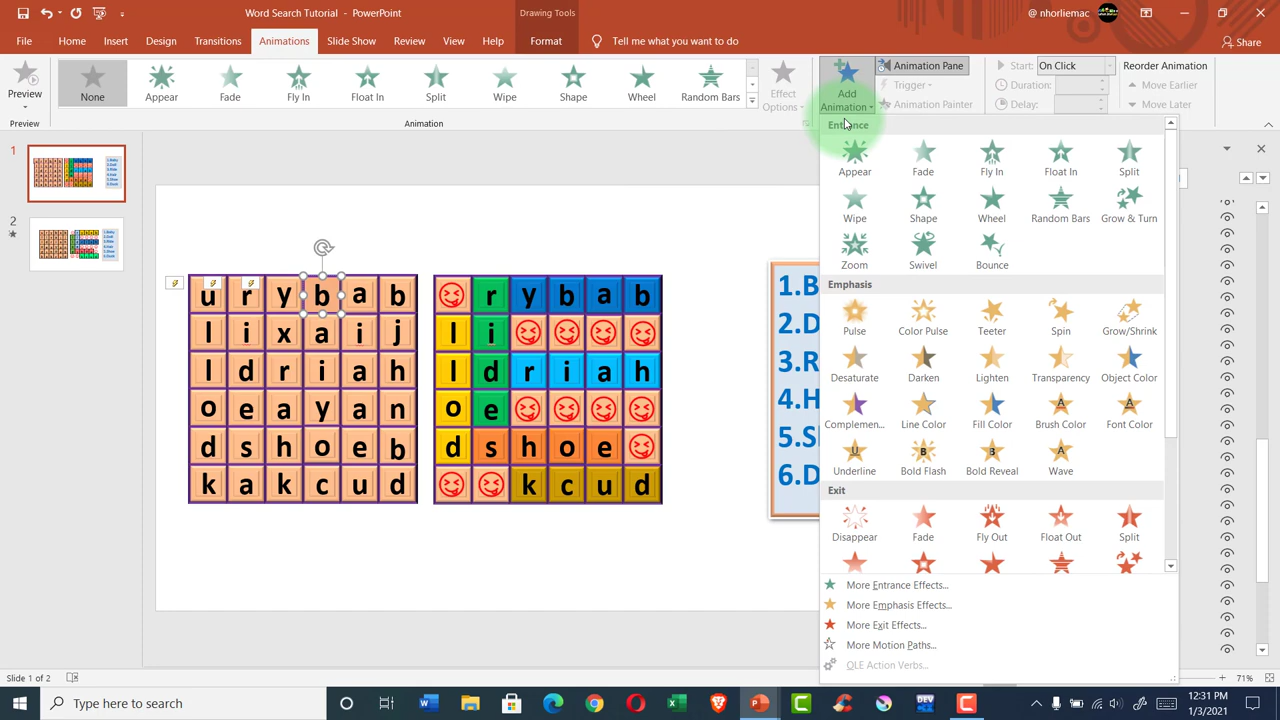 Word Search Tutorial - PowerPoint
Drawing Tools
@ nhorliemac
File Home Insert Design Transitions Animations Slide Show Review View Help Format Tell me what you want to do Share
Preview
None Appear Fade Fly In Float In Split Wipe Shape Wheel Random Bars
Effect Options
Add Animation
Animation Pane
Trigger
Animation Painter
Start: On Click
Duration:
Delay:
Reorder Animation
Move Earlier
Move Later
Preview
Animation
Entrance
Appear Fade Fly In Float In Split
Wipe Shape Wheel Random Bars Grow & Turn
Zoom Swivel Bounce
Emphasis
Pulse Color Pulse Teeter Spin Grow/Shrink
Desaturate Darken Lighten Transparency Object Color
Complemen... Line Color Fill Color Brush Color Font Color
Underline Bold Flash Bold Reveal Wave
Exit
Disappear Fade Fly Out Float Out Split
More Entrance Effects...
More Emphasis Effects...
More Exit Effects...
More Motion Paths...
OLE Action Verbs...
1
2
u r y b a b
l i x a i j
l d r i a h
o e a y a n
d s h o e b
k a k c u d
r y b a b
l i
l d r i a h
o e
d s h o e
k c u d
1.B
2.D
3.R
4.H
5.S
6.D
Slide 1 of 2
71%
Type here to search
12:31 PM
1/3/2021